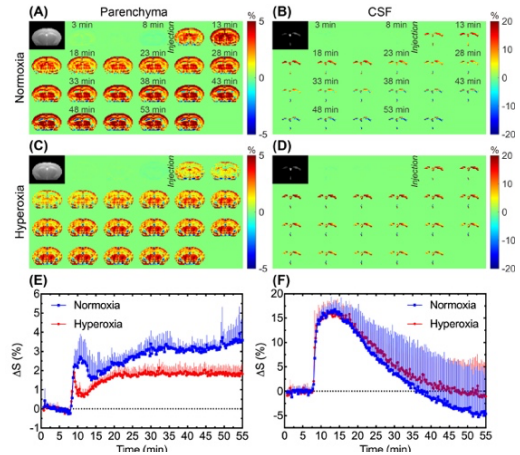 (A) Parenchyma
Normoxia
3 min 8 min Injection 13 min
18 min 23 min 28 min
33 min 38 min 43 min
48 min 53 min
%
5
0
-5
(B) CSF
3 min 8 min Injection 13 min
18 min 23 min 28 min
33 min 38 min 43 min
48 min 53 min
%
20
10
0
-10
-20
(C)
Hyperoxia
Injection
%
5
0
-5
(D)
Injection
%
20
10
0
-10
-20
(E)
Normoxia
Hyperoxia
ΔS (%)
6
5
4
3
2
1
0
-1
0 5 10 15 20 25 30 35 40 45 50 55
Time (min)
(F)
Normoxia
Hyperoxia
ΔS (%)
20
15
10
5
0
-5
0 5 10 15 20 25 30 35 40 45 50 55
Time (min)